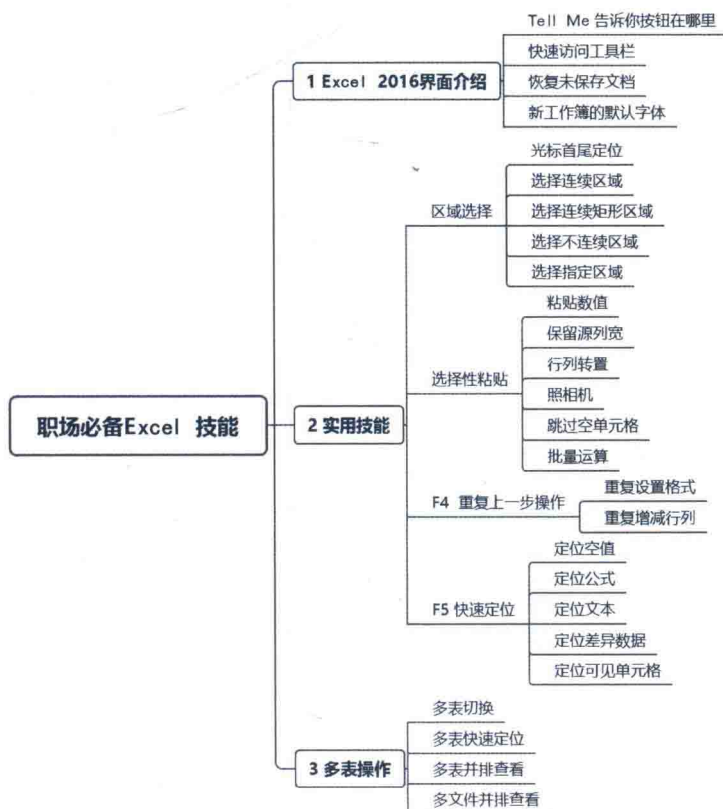 职场必备Excel 技能
1 Excel 2016界面介绍
Tell Me 告诉你按钮在哪里
快速访问工具栏
恢复未保存文档
新工作簿的默认字体
2 实用技能
区域选择
光标首尾定位
选择连续区域
选择连续矩形区域
选择不连续区域
选择指定区域
选择性粘贴
粘贴数值
保留源列宽
行列转置
照相机
跳过空单元格
批量运算
F4 重复上一步操作
重复设置格式
重复增减行列
F5 快速定位
定位空值
定位公式
定位文本
定位差异数据
定位可见单元格
3 多表操作
多表切换
多表快速定位
多表并排查看
多文件并排查看